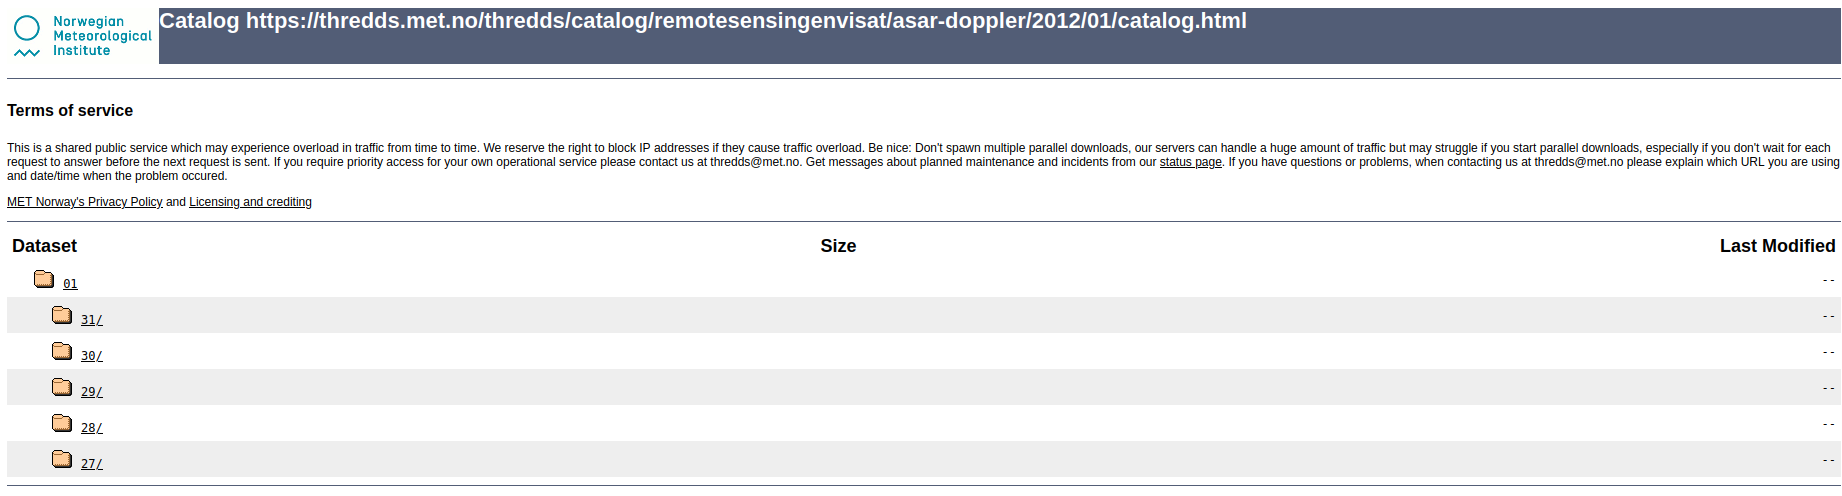 Norwegian
Meteorological
Institute
Catalog https://thredds.met.no/thredds/catalog/remotesensingenvisat/asar-doppler/2012/01/catalog.html
Terms of service
This is a shared public service which may experience overload in traffic from time to time. We reserve the right to block IP addresses if they cause traffic overload. Be nice: Don't spawn multiple parallel downloads, our servers can handle a huge amount of traffic but may struggle if you start parallel downloads, especially if you don't wait for each
request to answer before the next request is sent. If you require priority access for your own operational service please contact us at thredds@met.no. Get messages about planned maintenance and incidents from our status page. If you have questions or problems, when contacting us at thredds@met.no please explain which URL you are using
and date/time when the problem occured.
MET Norway's Privacy Policy and Licensing and crediting
Dataset Size Last Modified
01 --
31/ --
30/ --
29/ --
28/ --
27/ --